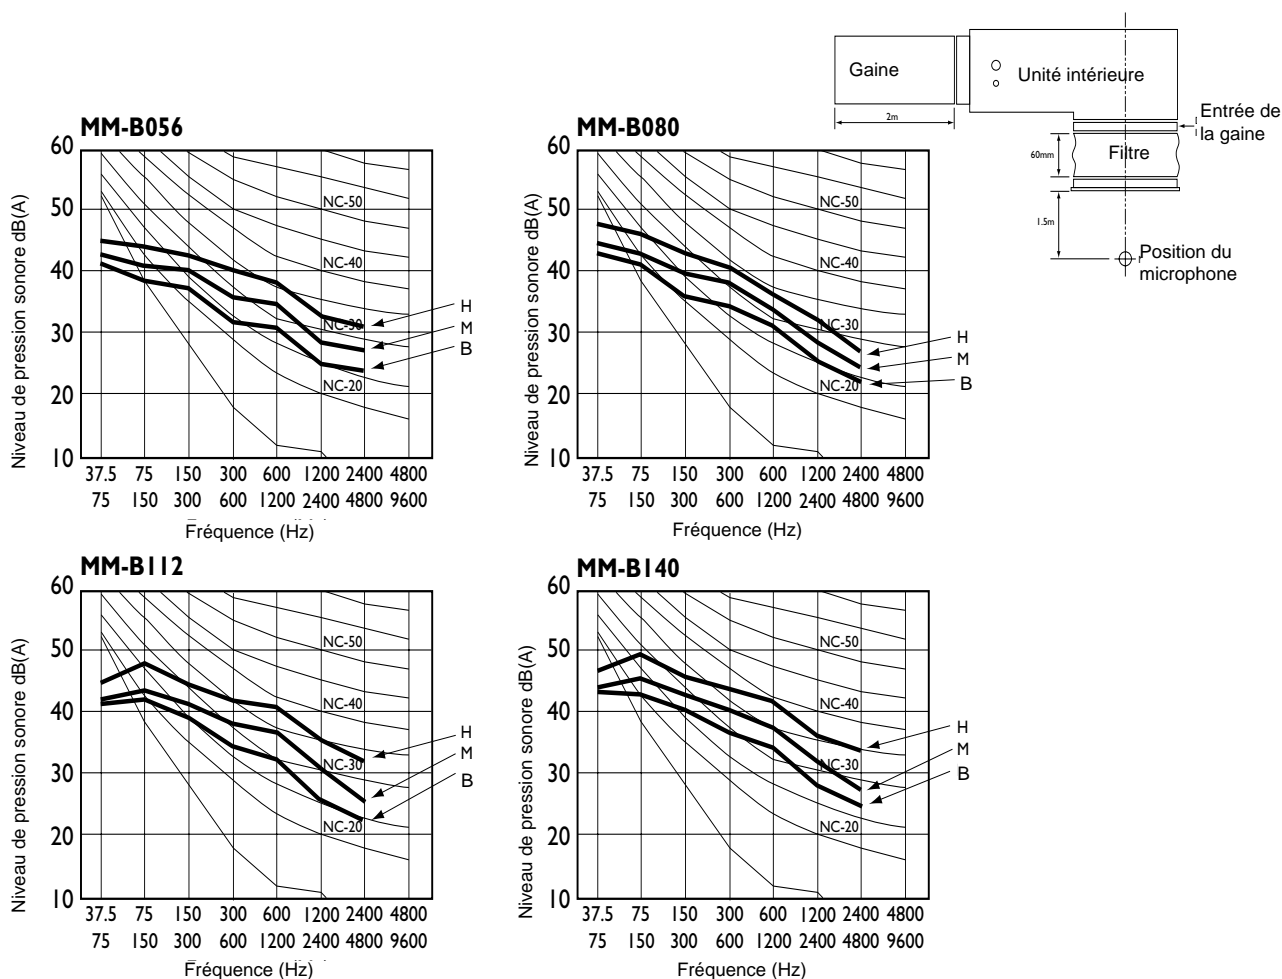 Gaine
Unité intérieure
2m
Entrée de
la gaine
60mm
Filtre
1.5m
Position du
microphone
MM-B056
Niveau de pression sonore dB(A)
60
50
40
30
20
10
NC-50
NC-40
NC-30
NC-20
H
M
B
37.5 75 150 300 600 1200 2400 4800
75 150 300 600 1200 2400 4800 9600
Fréquence (Hz)
MM-B080
Niveau de pression sonore dB(A)
60
50
40
30
20
10
NC-50
NC-40
NC-30
NC-20
H
M
B
37.5 75 150 300 600 1200 2400 4800
75 150 300 600 1200 2400 4800 9600
Fréquence (Hz)
MM-B112
Niveau de pression sonore dB(A)
60
50
40
30
20
10
NC-50
NC-40
NC-30
NC-20
H
M
B
37.5 75 150 300 600 1200 2400 4800
75 150 300 600 1200 2400 4800 9600
Fréquence (Hz)
MM-B140
Niveau de pression sonore dB(A)
60
50
40
30
20
10
NC-50
NC-40
NC-30
NC-20
H
M
B
37.5 75 150 300 600 1200 2400 4800
75 150 300 600 1200 2400 4800 9600
Fréquence (Hz)